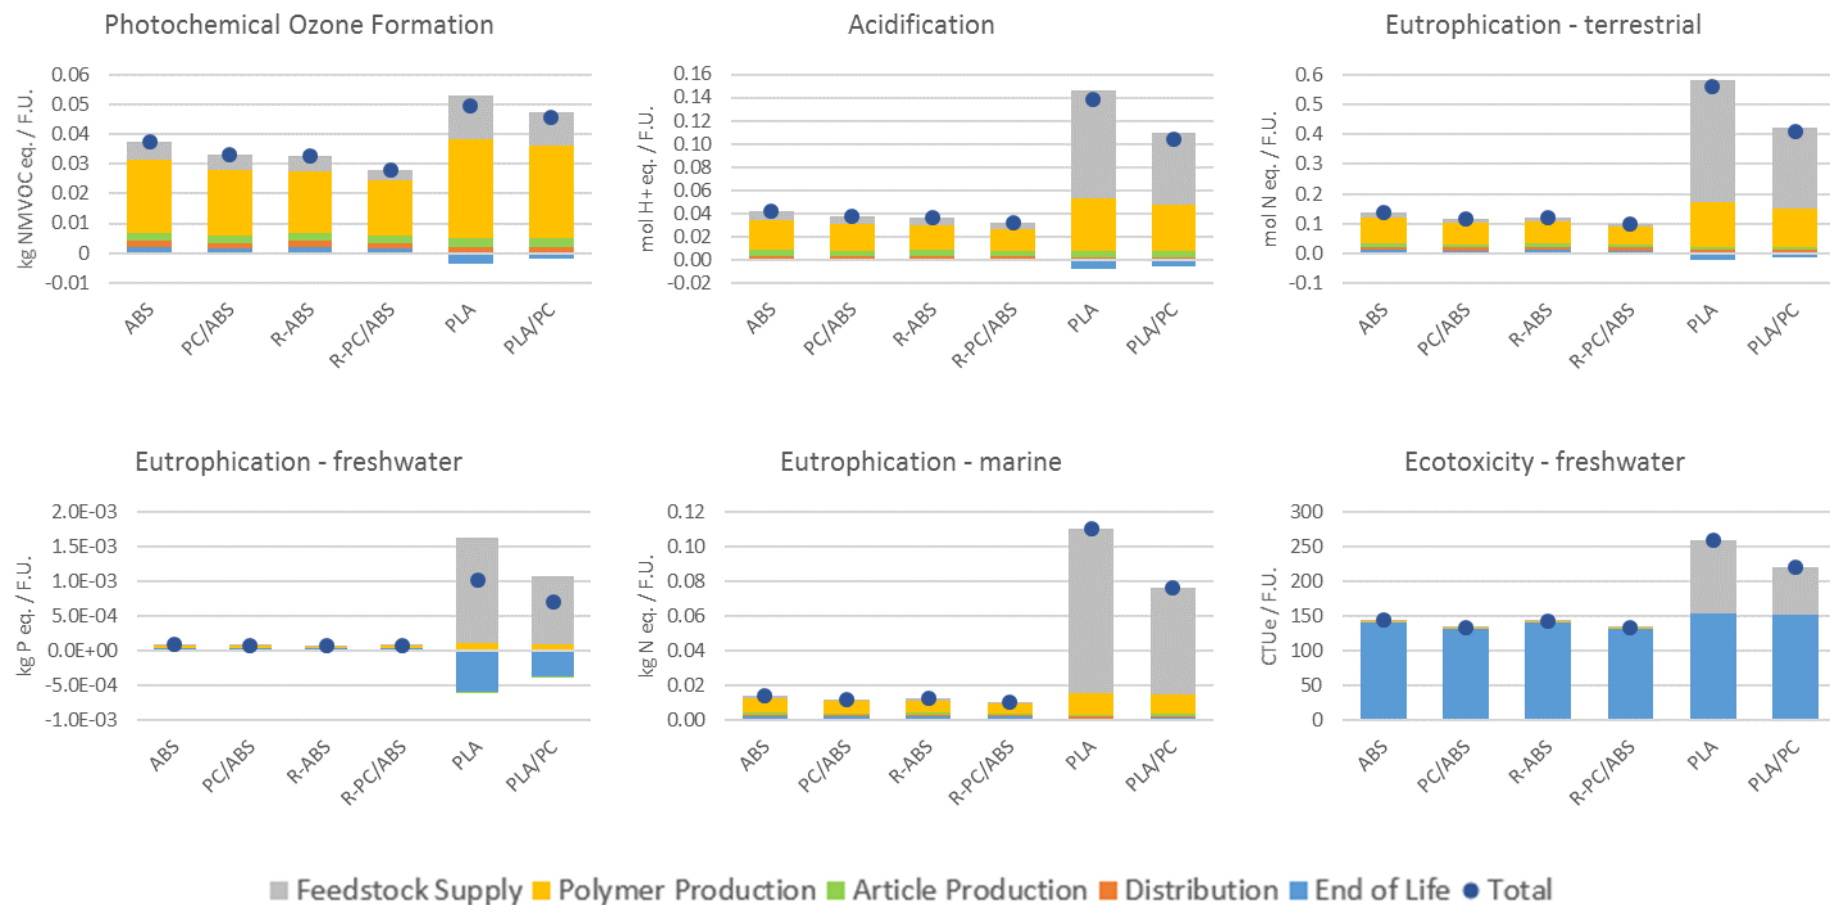 Photochemical Ozone Formation
kg NMVOC eq. / F.U.
0.06
0.05
0.04
0.03
0.02
0.01
0
-0.01
ABS
PC/ABS
R-ABS
R-PC/ABS
PLA
PLA/PC
Acidification
mol H+ eq. / F.U.
0.16
0.14
0.12
0.10
0.08
0.06
0.04
0.02
0.00
-0.02
ABS
PC/ABS
R-ABS
R-PC/ABS
PLA
PLA/PC
Eutrophication - terrestrial
mol N eq. / F.U.
0.6
0.5
0.4
0.3
0.2
0.1
0.0
-0.1
ABS
PC/ABS
R-ABS
R-PC/ABS
PLA
PLA/PC
Eutrophication - freshwater
kg P eq. / F.U.
2.0E-03
1.5E-03
1.0E-03
5.0E-04
0.0E+00
-5.0E-04
-1.0E-03
ABS
PC/ABS
R-ABS
R-PC/ABS
PLA
PLA/PC
Eutrophication - marine
kg N eq. / F.U.
0.12
0.10
0.08
0.06
0.04
0.02
0.00
ABS
PC/ABS
R-ABS
R-PC/ABS
PLA
PLA/PC
Ecotoxicity - freshwater
CTUe / F.U.
300
250
200
150
100
50
0
ABS
PC/ABS
R-ABS
R-PC/ABS
PLA
PLA/PC
Feedstock Supply Polymer Production Article Production Distribution End of Life Total